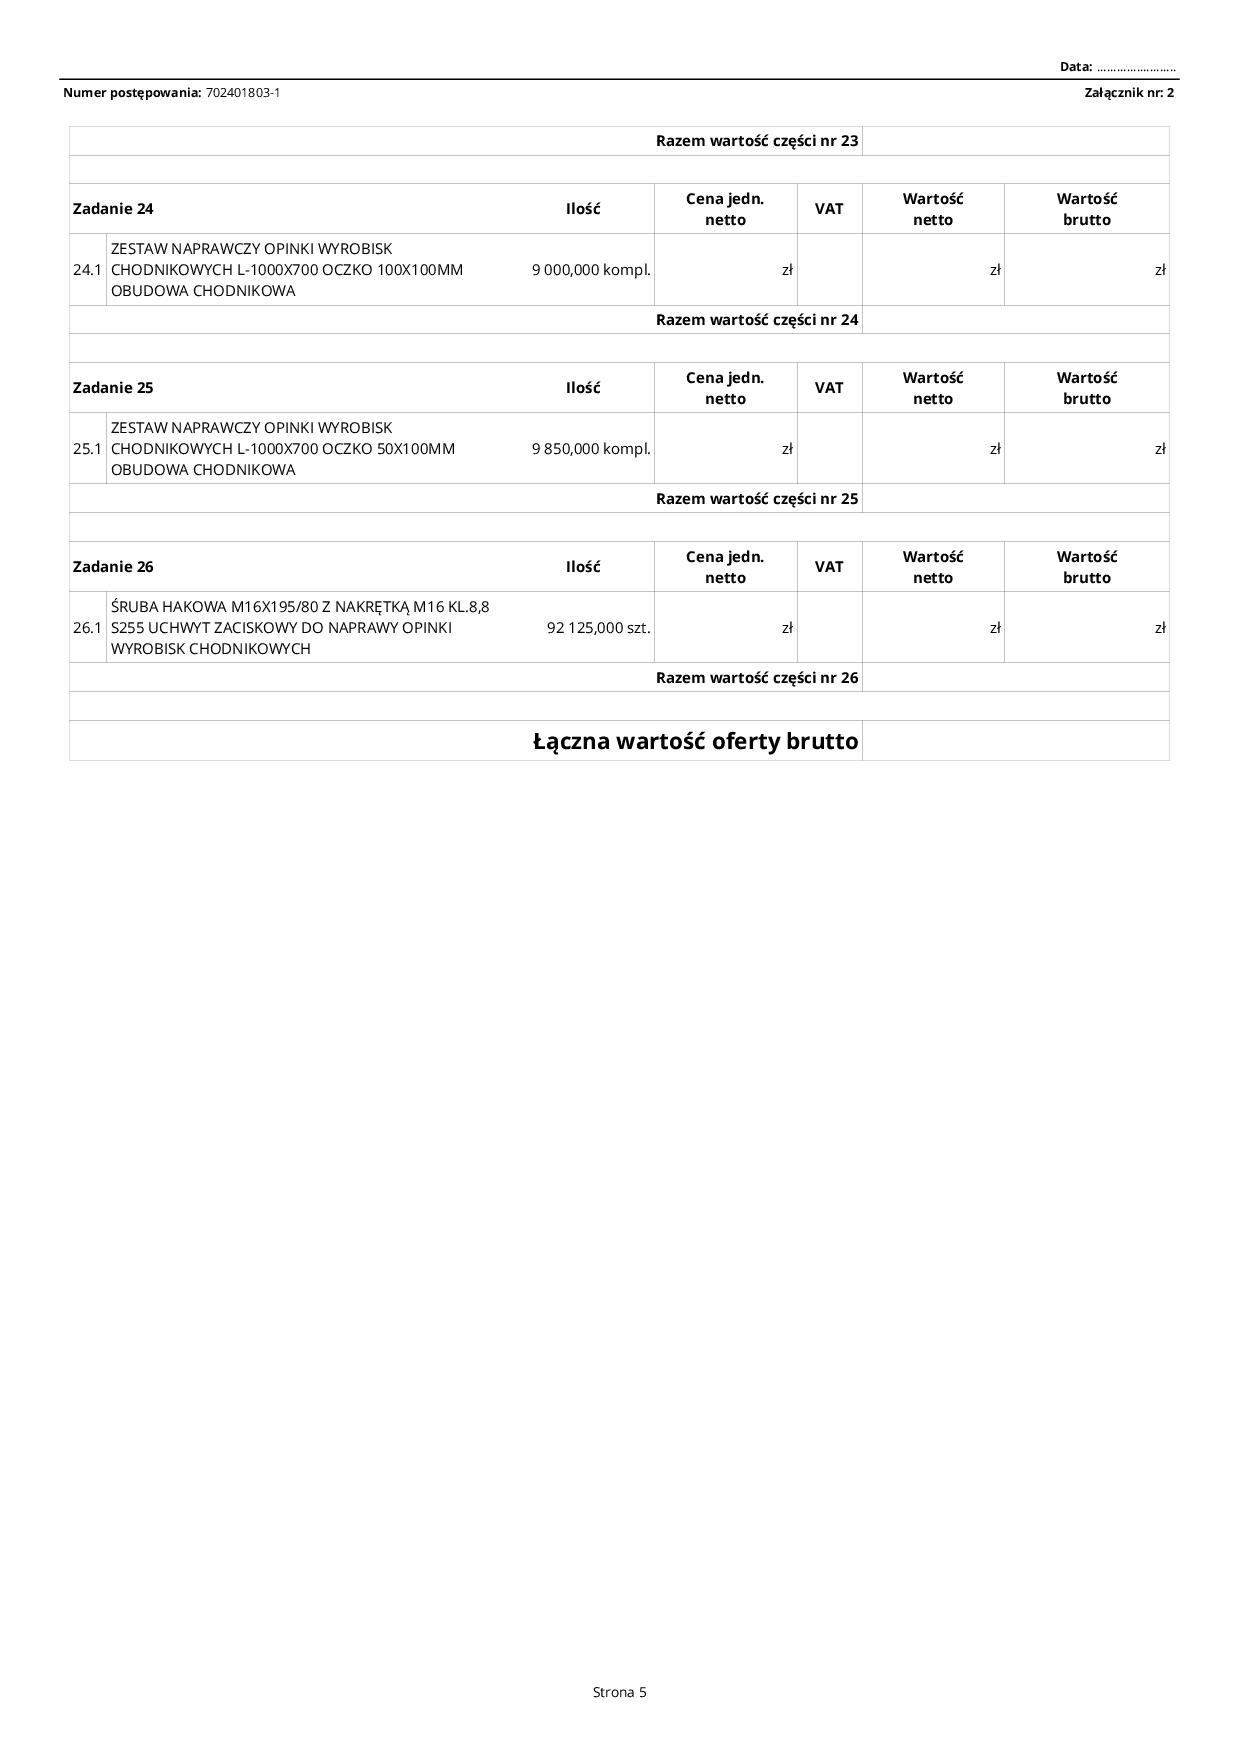 Data: ........................
Numer postępowania: 702401803-1 Załącznik nr: 2
Razem wartość części nr 23
Zadanie 24 Ilość Cena jedn. netto VAT Wartość netto Wartość brutto
24.1 ZESTAW NAPRAWCZY OPINKI WYROBISK
CHODNIKOWYCH L-1000X700 OCZKO 100X100MM 9 000,000 kompl. zł zł zł
OBUDOWA CHODNIKOWA
Razem wartość części nr 24
Zadanie 25 Ilość Cena jedn. netto VAT Wartość netto Wartość brutto
25.1 ZESTAW NAPRAWCZY OPINKI WYROBISK
CHODNIKOWYCH L-1000X700 OCZKO 50X100MM 9 850,000 kompl. zł zł zł
OBUDOWA CHODNIKOWA
Razem wartość części nr 25
Zadanie 26 Ilość Cena jedn. netto VAT Wartość netto Wartość brutto
26.1 ŚRUBA HAKOWA M16X195/80 Z NAKRĘTKĄ M16 KL.8,8
S255 UCHWYT ZACISKOWY DO NAPRAWY OPINKI 92 125,000 szt. zł zł zł
WYROBISK CHODNIKOWYCH
Razem wartość części nr 26
Łączna wartość oferty brutto
Strona 5